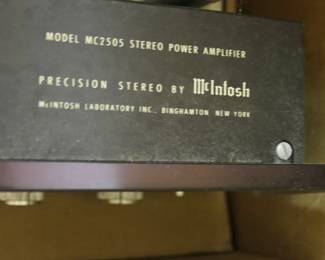 MODEL MC2505 STEREO POWER AMPLIFIER
PRECISION STEREO BY McIntosh
McINTOSH LABORATORY INC., BINGHAMTON, NEW YORK